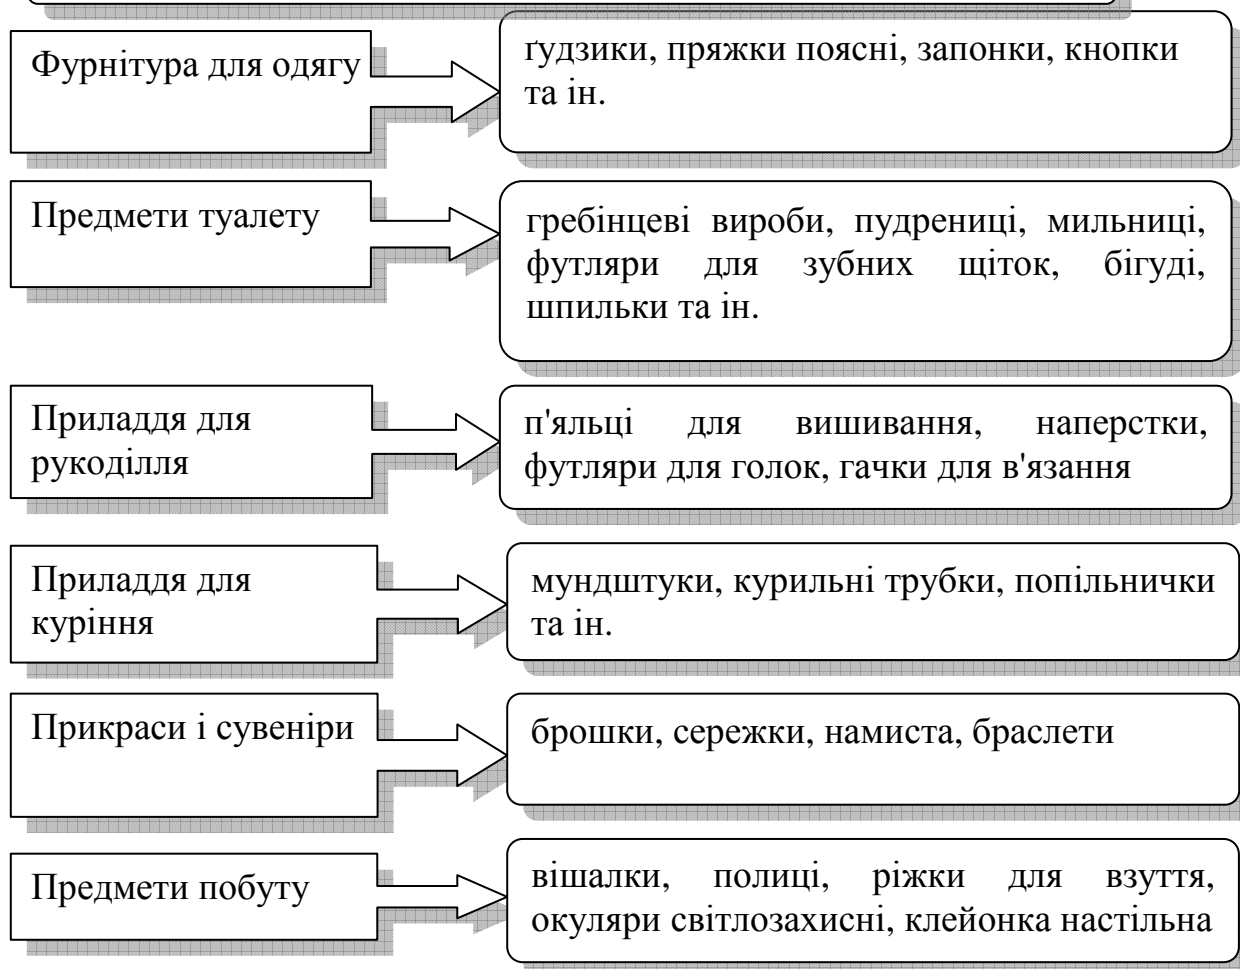 Фурнітура для одягу
ґудзики, пряжки поясні, запонки, кнопки
та ін.
Предмети туалету
гребінцеві вироби, пудрениці, мильниці,
футляри для зубних щіток, бігуді,
шпильки та ін.
Приладдя для
рукоділля
п'яльці для вишивання, наперстки,
футляри для голок, гачки для в'язання
Приладдя для
куріння
мундштуки, курильні трубки, попільнички
та ін.
Прикраси і сувеніри
брошки, сережки, намиста, браслети
Предмети побуту
вішалки, полиці, ріжки для взуття,
окуляри світлозахисні, клейонка настільна